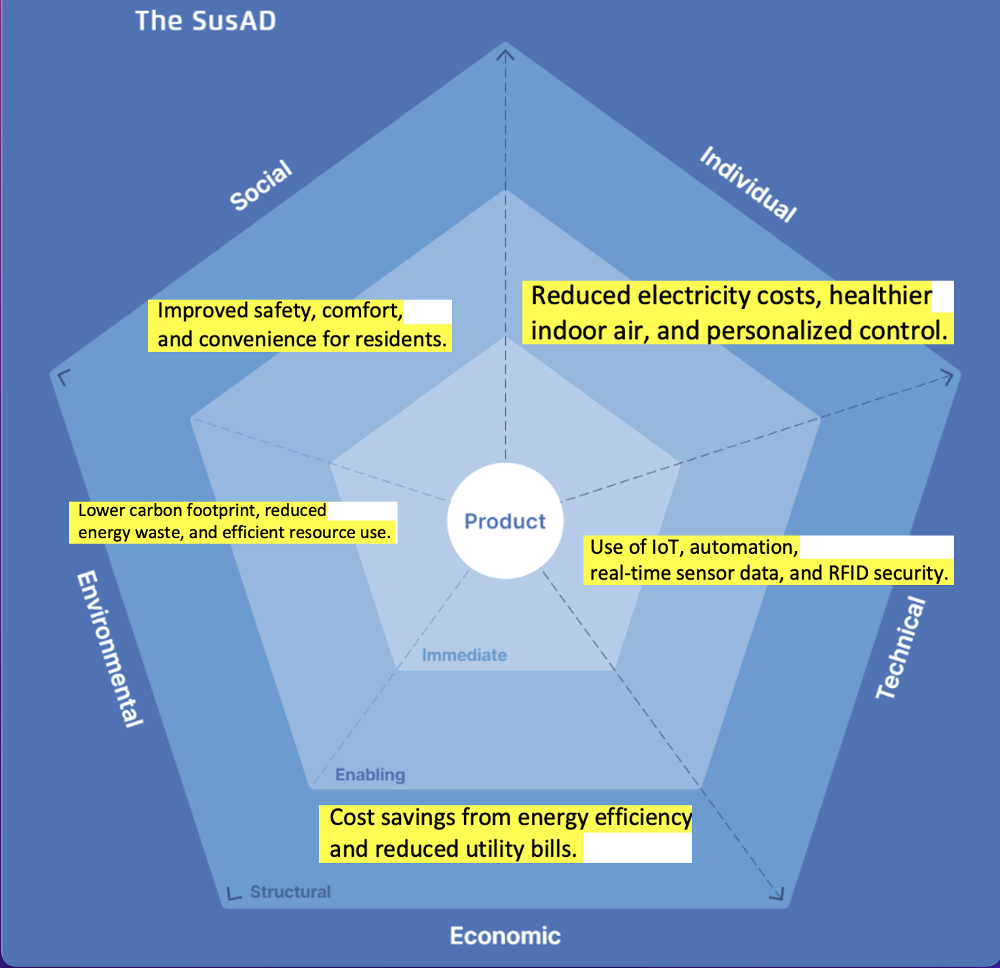 The SusAD
Social
Individual
Improved safety, comfort,
and convenience for residents.
Reduced electricity costs, healthier
indoor air, and personalized control.
Lower carbon footprint, reduced
energy waste, and efficient resource use.
Product
Use of IoT, automation,
real-time sensor data, and RFID security.
Environmental
Technical
Immediate
Enabling
Cost savings from energy efficiency
and reduced utility bills.
Structural
Economic